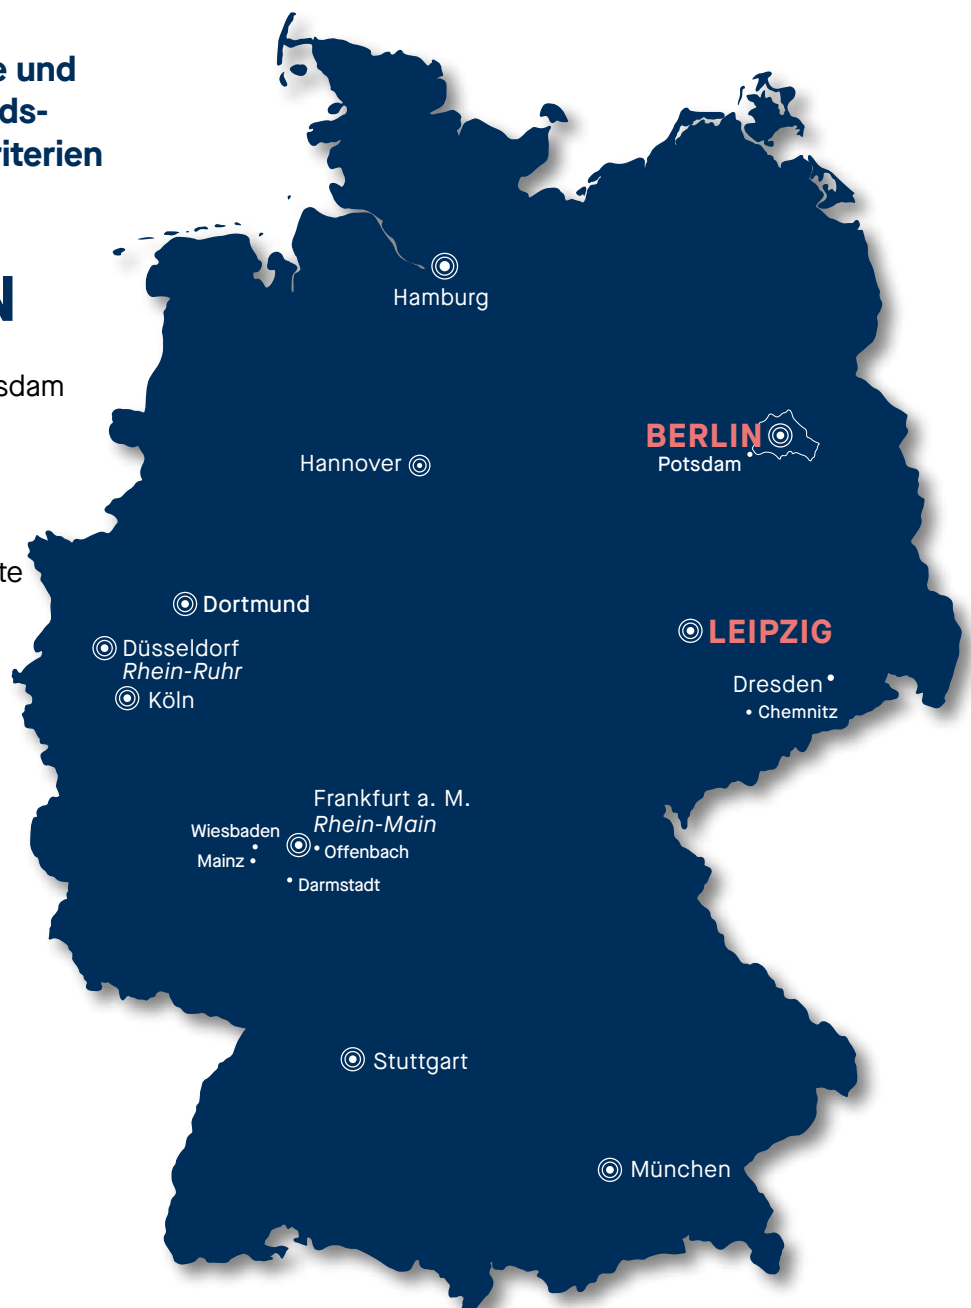 e und
ds-
riterien
N
sdam
te
Hamburg
BERLIN
Potsdam
Hannover
Dortmund
Düsseldorf
Rhein-Ruhr
Köln
LEIPZIG
Dresden
Chemnitz
Frankfurt a. M.
Rhein-Main
Wiesbaden
Offenbach
Mainz
Darmstadt
Stuttgart
München